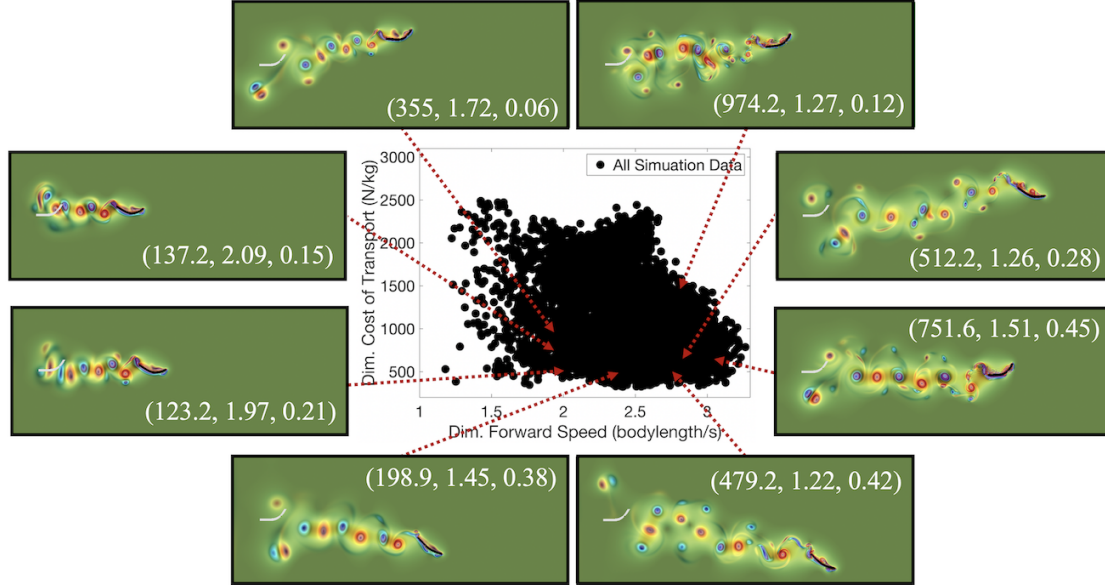 (355, 1.72, 0.06)
(974.2, 1.27, 0.12)
(137.2, 2.09, 0.15)
(512.2, 1.26, 0.28)
(123.2, 1.97, 0.21)
(751.6, 1.51, 0.45)
(198.9, 1.45, 0.38)
(479.2, 1.22, 0.42)
Dim. Cost of Transport (N/kg)
3000
2500
2000
1500
1000
500
All Simuation Data
1
1.5
2
2.5
3
Dim. Forward Speed (bodylength/s)